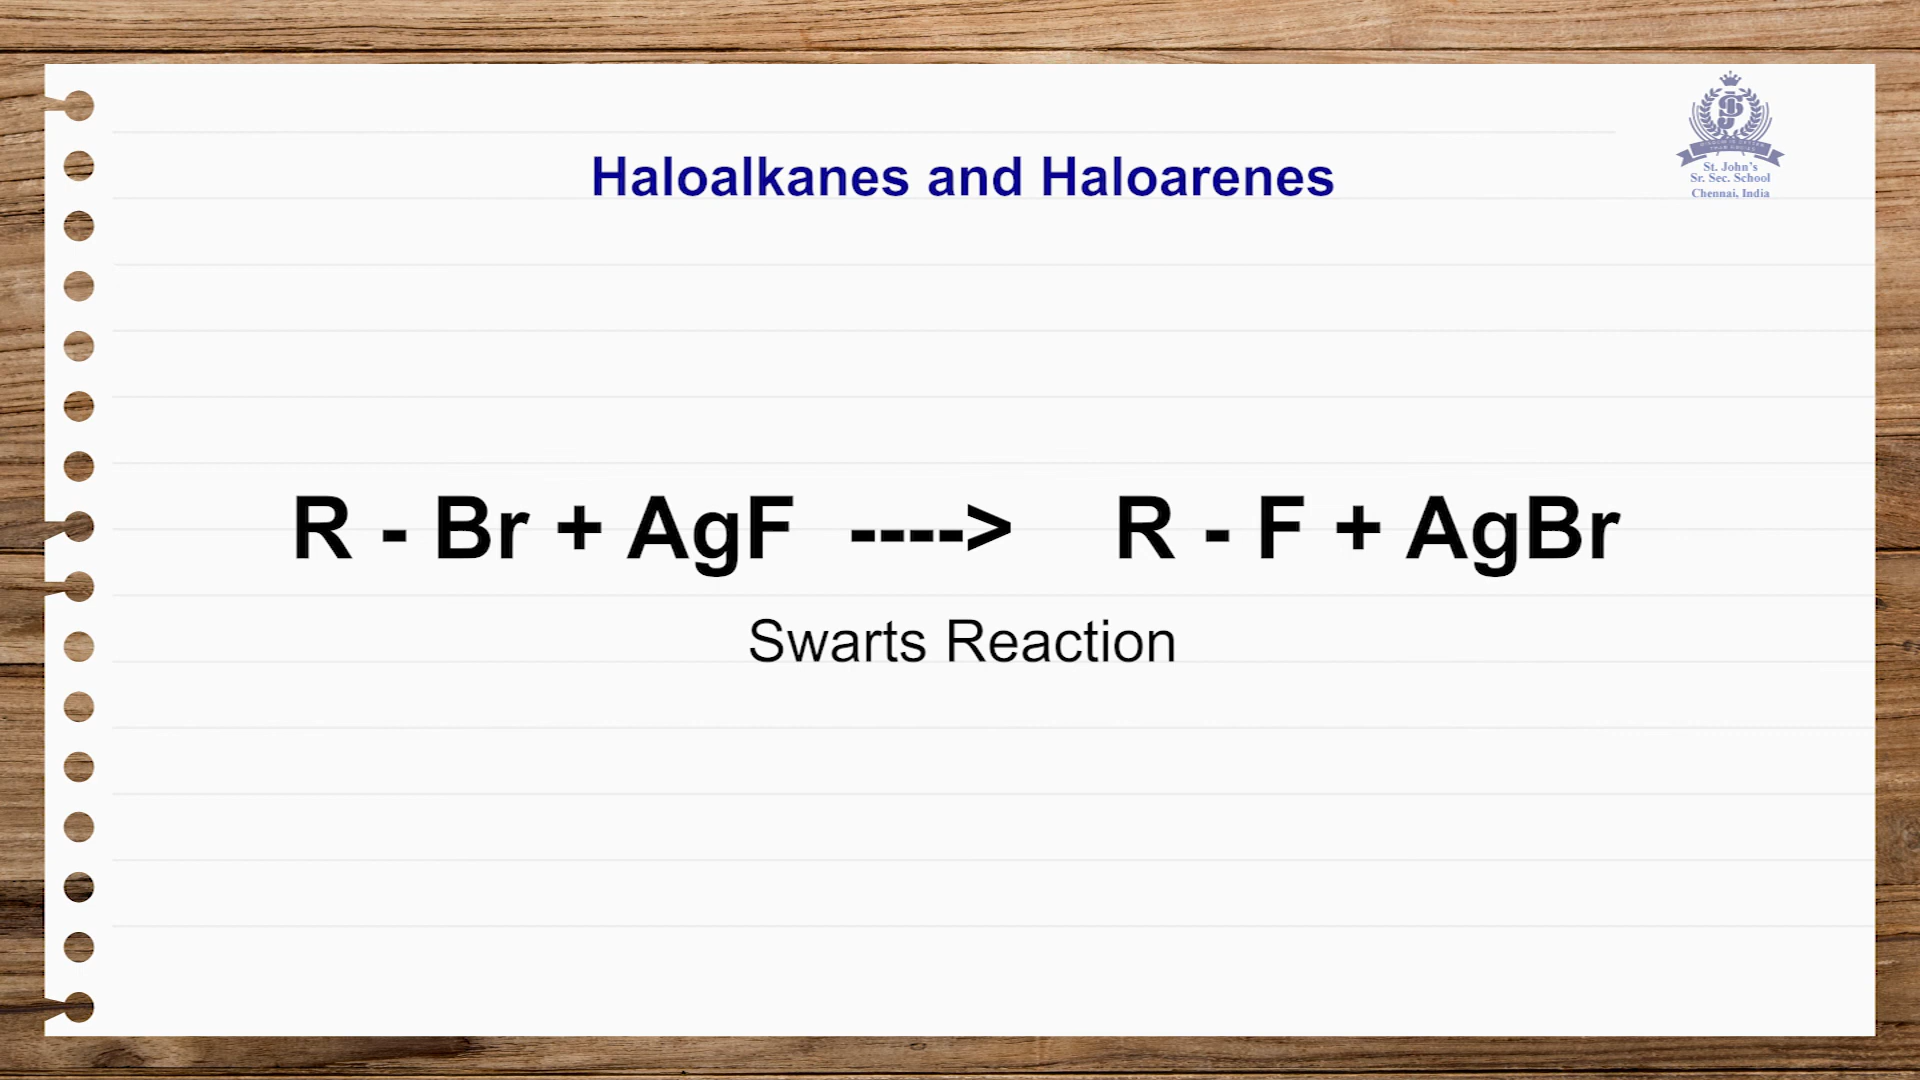 Haloalkanes and Haloarenes
St. John's
Sr. Sec. School
Chennai, India
R - Br + AgF ----> R - F + AgBr
Swarts Reaction